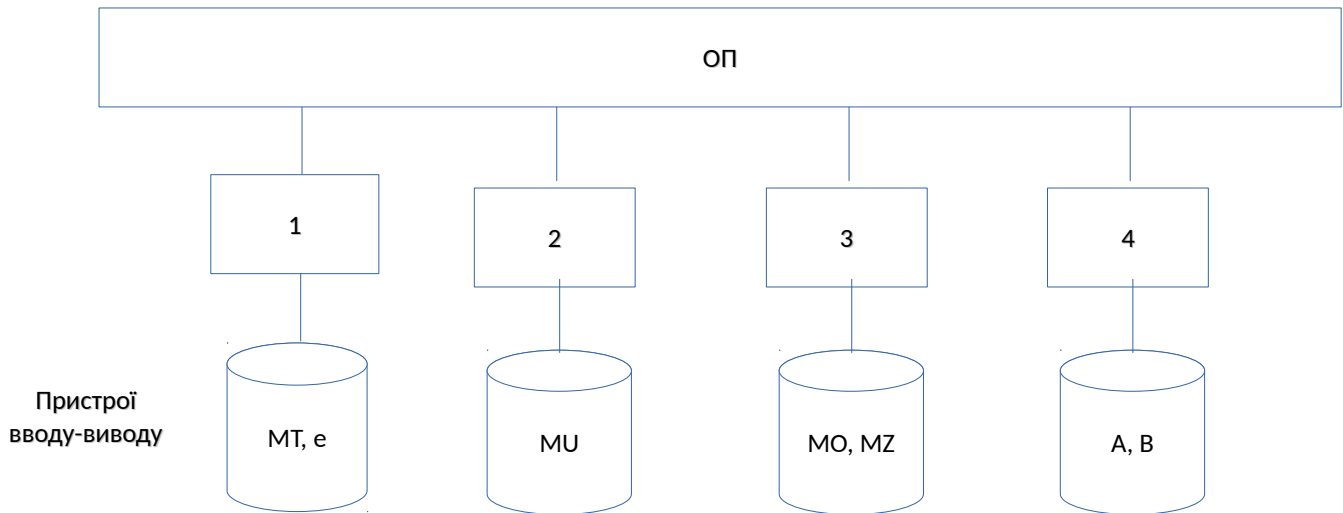 ОП
1
2
3
4
Пристрої
вводу-виводу
MT, e
MU
MO, MZ
A, B